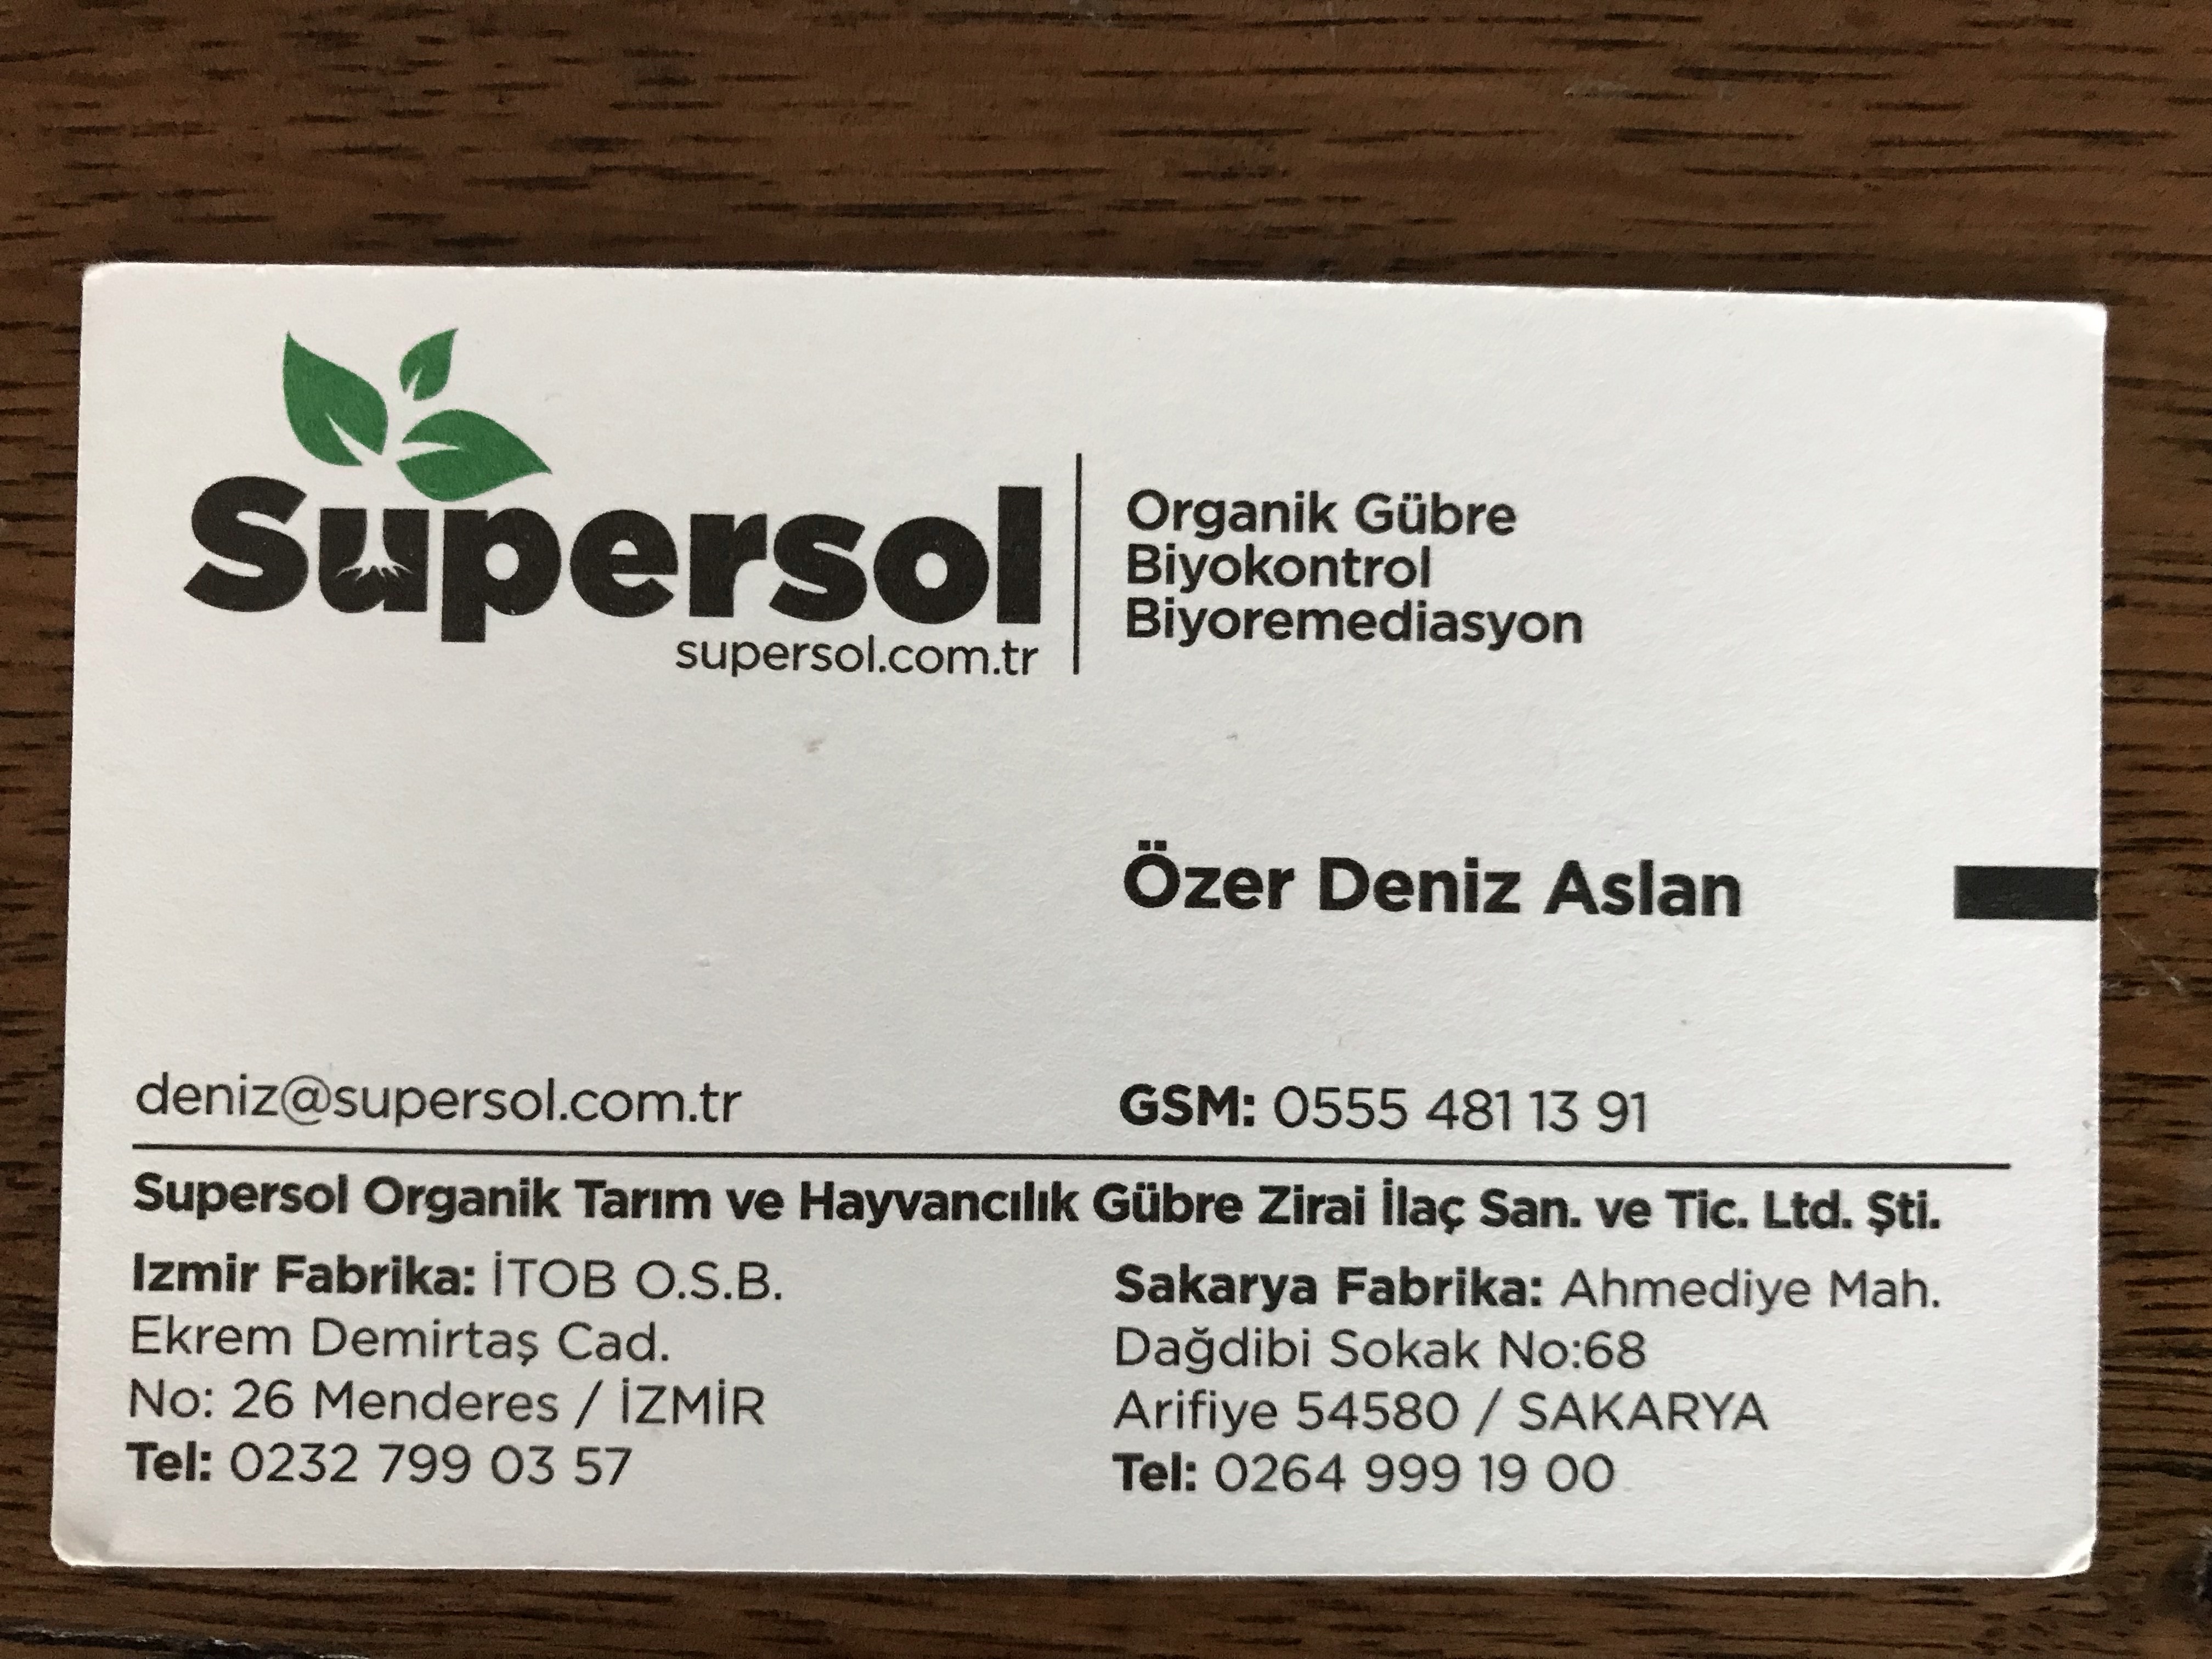 Supersol
supersol.com.tr
Organik Gübre
Biyokontrol
Biyoremediasyon
Özer Deniz Aslan
deniz@supersol.com.tr
GSM: 0555 481 13 91
Supersol Organik Tarım ve Hayvancılık Gübre Zirai İlaç San. ve Tic. Ltd. Şti.
Izmir Fabrika: İTOB O.S.B.
Ekrem Demirtaş Cad.
No: 26 Menderes / İZMİR
Tel: 0232 799 03 57
Sakarya Fabrika: Ahmediye Mah.
Dağdibi Sokak No:68
Arifiye 54580 / SAKARYA
Tel: 0264 999 19 00